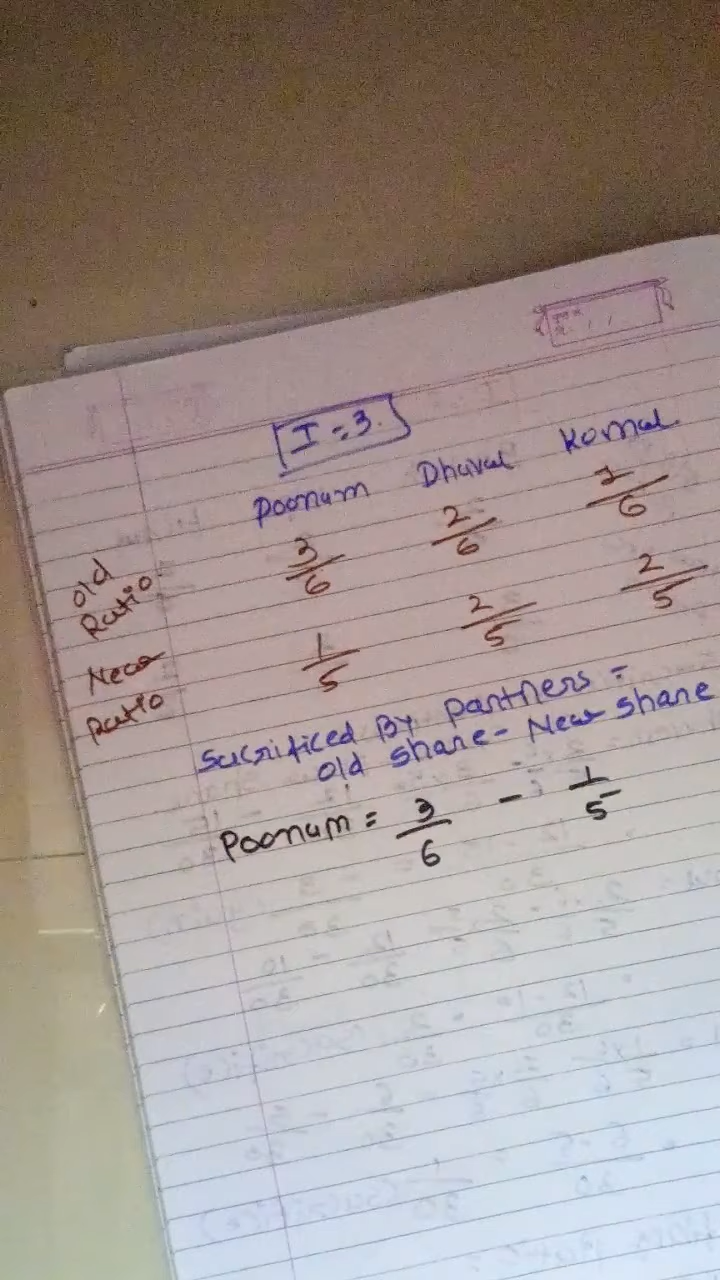 I = 3.
Poonum Dhaval Komal
Old Ratio 3/6 2/6 1/6
New Ratio 1/5 2/5 2/5
Sacrificed By Partners =
Old Share - New Share
Poonum = 3/6 - 1/5